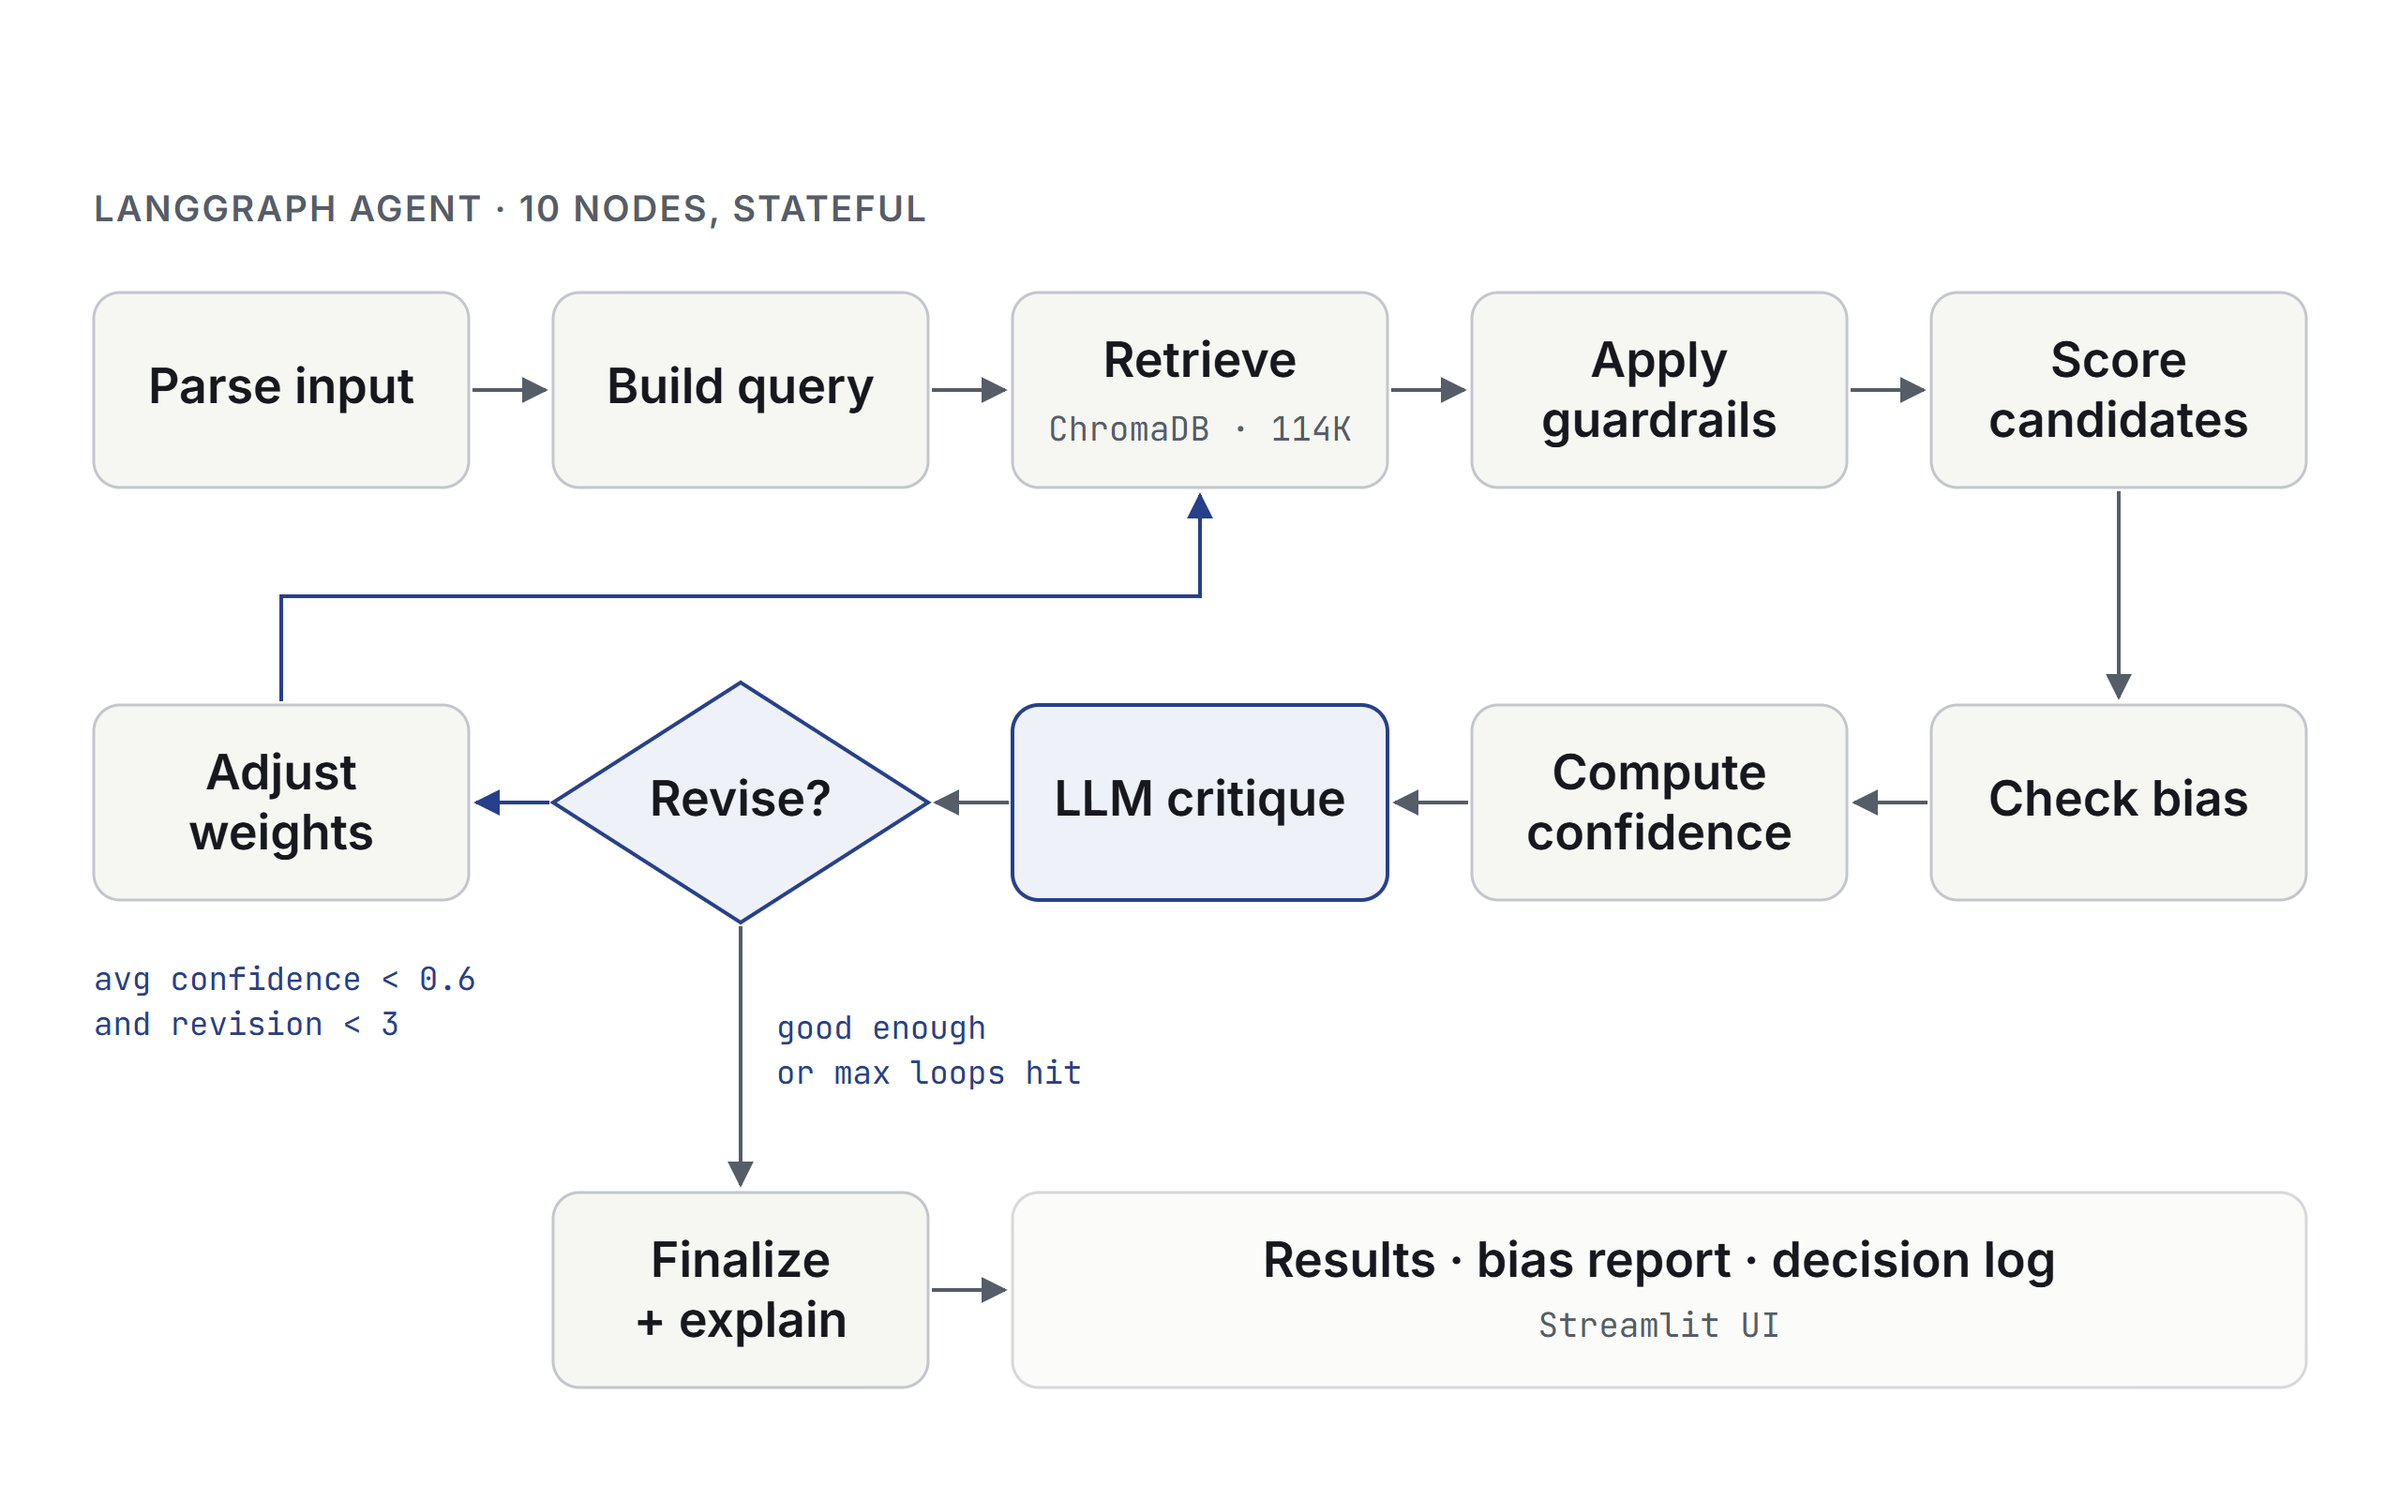 LANGGRAPH AGENT · 10 NODES, STATEFUL
Parse input
Build query
Retrieve
ChromaDB · 114K
Apply
guardrails
Score
candidates
Adjust
weights
Revise?
LLM critique
Compute
confidence
Check bias
avg confidence < 0.6
and revision < 3
good enough
or max loops hit
Finalize
+ explain
Results · bias report · decision log
Streamlit UI